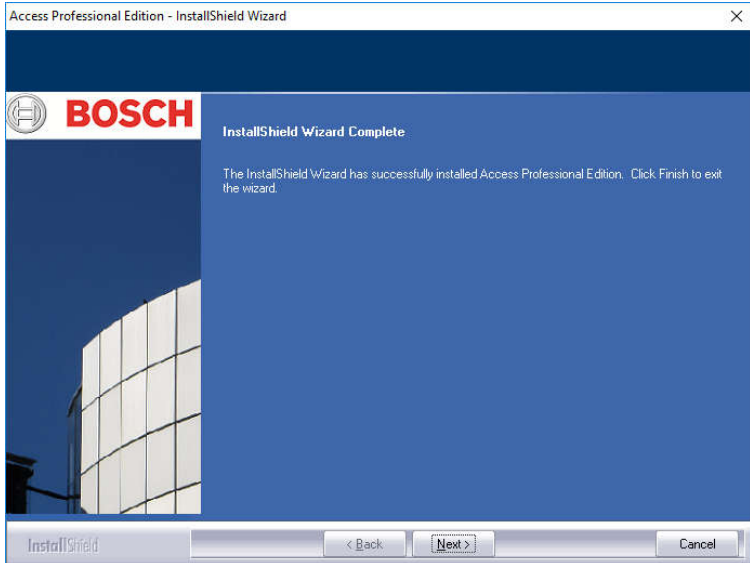 Access Professional Edition - InstallShield Wizard
BOSCH
InstallShield Wizard Complete
The InstallShield Wizard has successfully installed Access Professional Edition. Click Finish to exit
the wizard.
InstallShield
< Back
Next >
Cancel